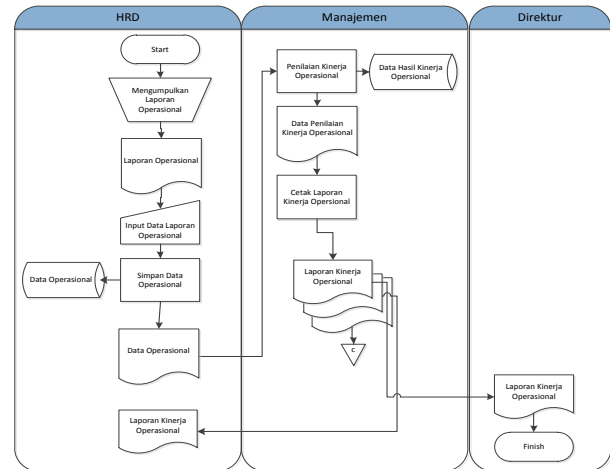 HRD
Manajemen
Direktur
Start
Mengumpulkan
Laporan
Operasional
Laporan Operasional
Input Data Laporan
Operasional
Simpan Data
Operasional
Data Operasional
Data Operasional
Laporan Kinerja
Operasional
Penilaian Kinerja
Operasional
Data Hasil Kinerja
Opersional
Data Penilaian
Kinerja Operasional
Cetak Laporan
Kinerja Opersional
Laporan Kinerja
Opersional
C
Laporan Kinerja
Operasional
Finish